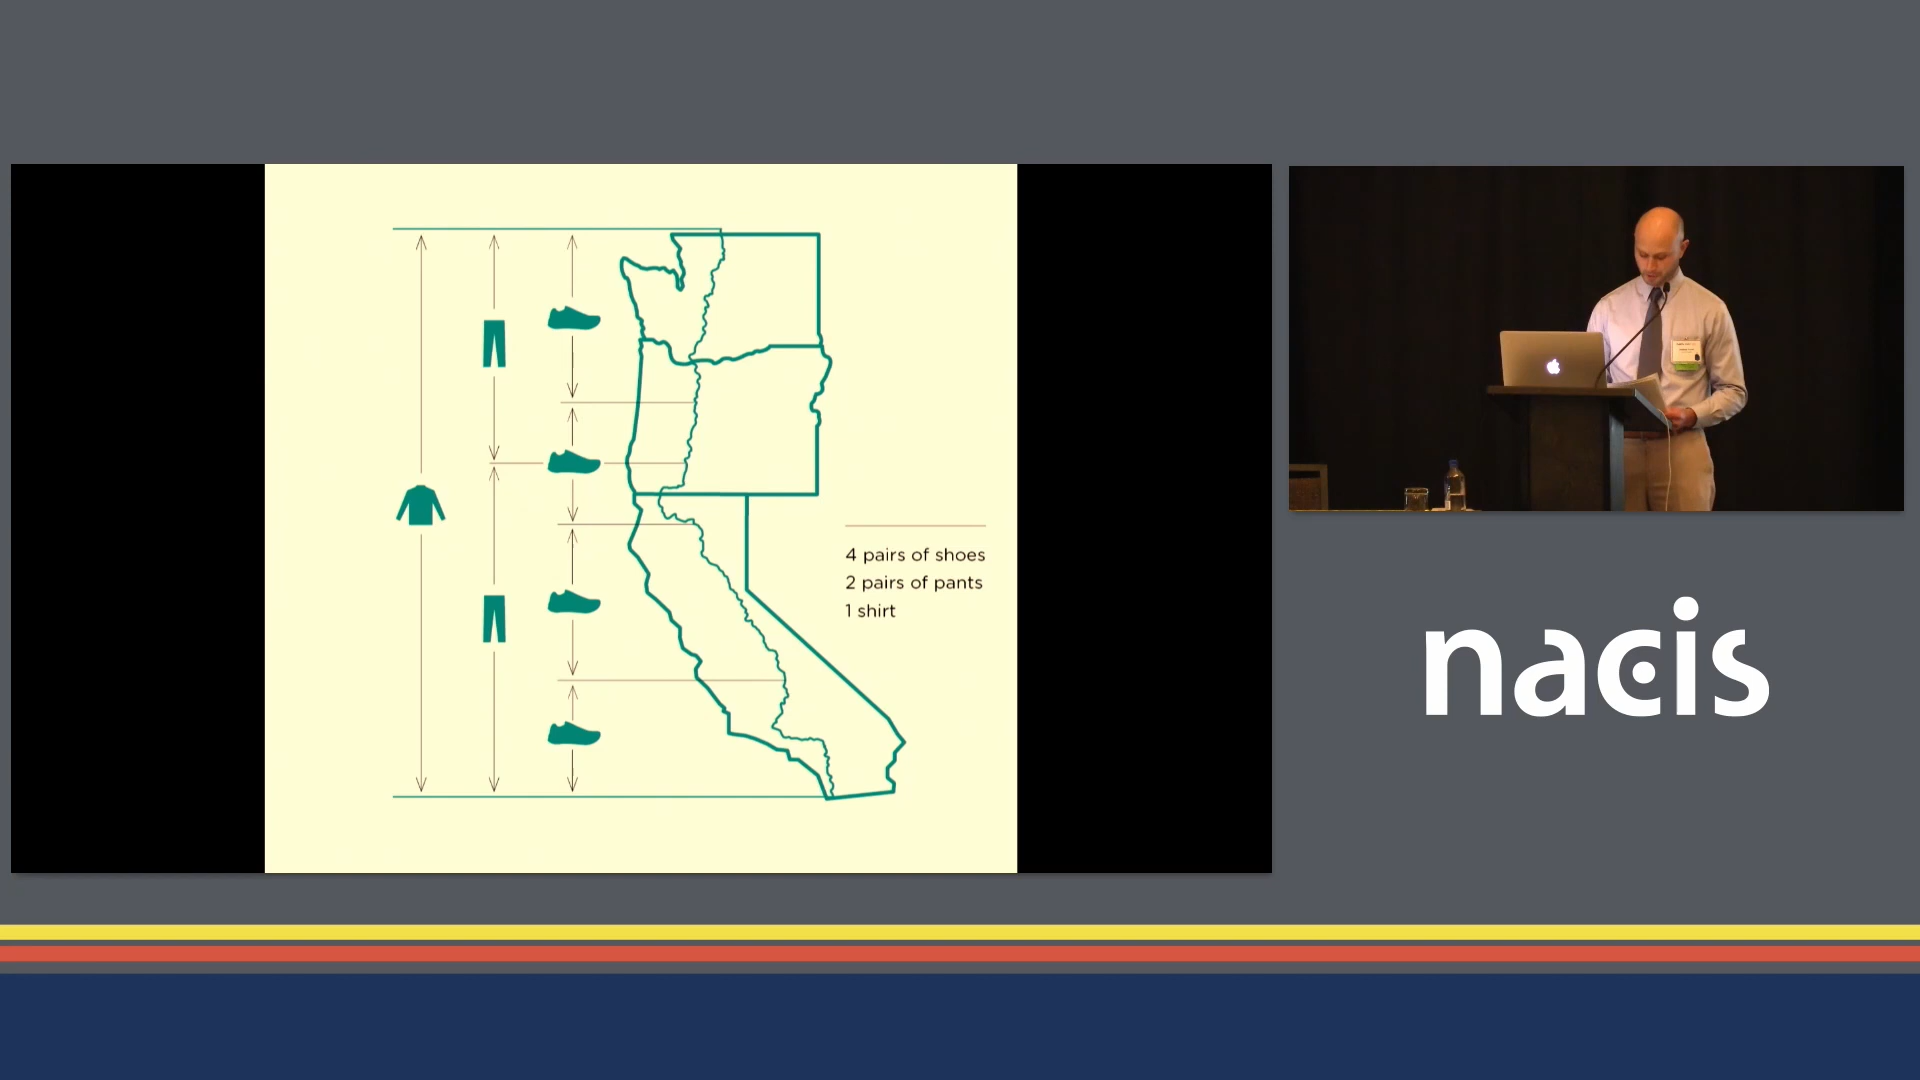 4 pairs of shoes
2 pairs of pants
1 shirt
nacis